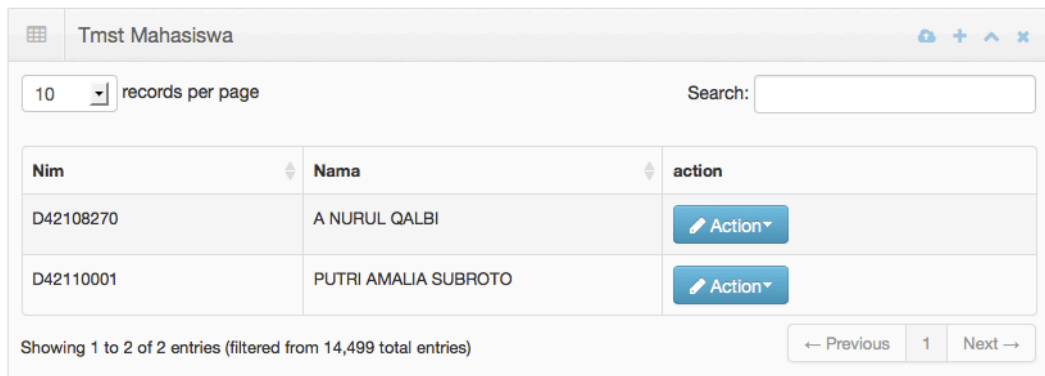 Tmst Mahasiswa
10 records per page Search:
Nim Nama action
D42108270 A NURUL QALBI Action
D42110001 PUTRI AMALIA SUBROTO Action
Showing 1 to 2 of 2 entries (filtered from 14,499 total entries) ← Previous 1 Next →